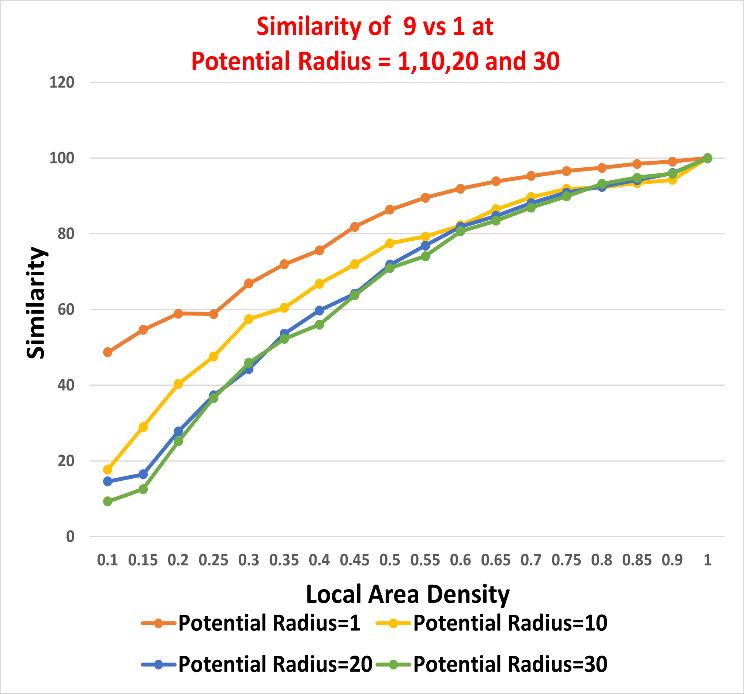 Similarity of 9 vs 1 at
Potential Radius = 1,10,20 and 30
120
100
80
60
40
20
0
Similarity
0.1 0.15 0.2 0.25 0.3 0.35 0.4 0.45 0.5 0.55 0.6 0.65 0.7 0.75 0.8 0.85 0.9 1
Local Area Density
Potential Radius=1 Potential Radius=10
Potential Radius=20 Potential Radius=30